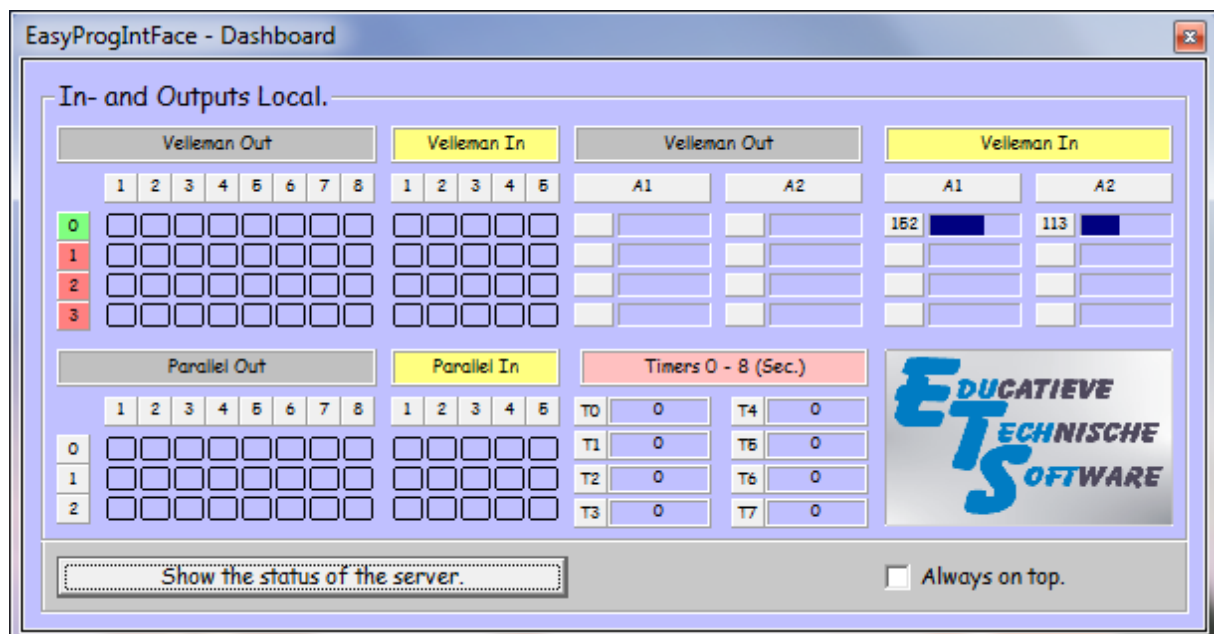 EasyProgIntFace - Dashboard
In- and Outputs Local.
Velleman Out Velleman In Velleman Out Velleman In
1 2 3 4 5 6 7 8 1 2 3 4 5 A1 A2 A1 A2
0 152 113
1
2
3
Parallel Out Parallel In Timers 0 - 8 (Sec.)
1 2 3 4 5 6 7 8 1 2 3 4 5 T0 0 T4 0
0 T1 0 T5 0
1 T2 0 T6 0
2 T3 0 T7 0
EDUCATIEVE
TECHNISCHE
SOFTWARE
Show the status of the server. Always on top.